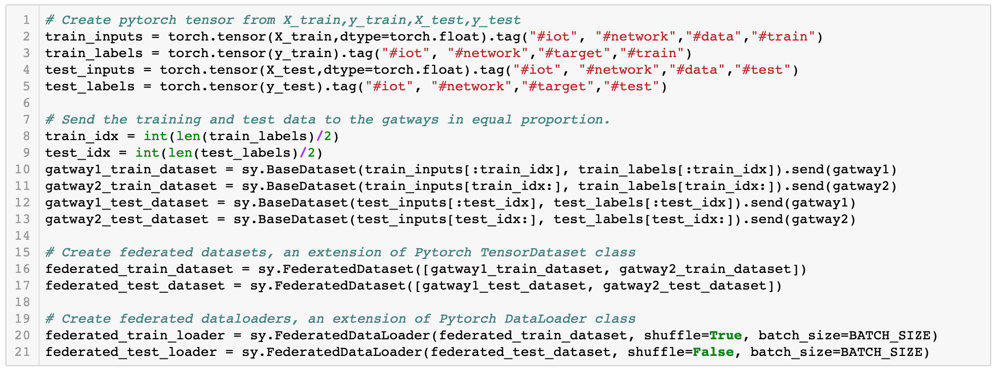 1 # Create pytorch tensor from X_train,y_train,X_test,y_test
2 train_inputs = torch.tensor(X_train,dtype=torch.float).tag("#iot", "#network","#data","#train")
3 train_labels = torch.tensor(y_train).tag("#iot", "#network","#target","#train")
4 test_inputs = torch.tensor(X_test,dtype=torch.float).tag("#iot", "#network","#data","#test")
5 test_labels = torch.tensor(y_test).tag("#iot", "#network","#target","#test")
6
7 # Send the training and test data to the gatways in equal proportion.
8 train_idx = int(len(train_labels)/2)
9 test_idx = int(len(test_labels)/2)
10 gatway1_train_dataset = sy.BaseDataset(train_inputs[:train_idx], train_labels[:train_idx]).send(gatway1)
11 gatway2_train_dataset = sy.BaseDataset(train_inputs[train_idx:], train_labels[train_idx:]).send(gatway2)
12 gatway1_test_dataset = sy.BaseDataset(test_inputs[:test_idx], test_labels[:test_idx]).send(gatway1)
13 gatway2_test_dataset = sy.BaseDataset(test_inputs[test_idx:], test_labels[test_idx:]).send(gatway2)
14
15 # Create federated datasets, an extension of Pytorch TensorDataset class
16 federated_train_dataset = sy.FederatedDataset([gatway1_train_dataset, gatway2_train_dataset])
17 federated_test_dataset = sy.FederatedDataset([gatway1_test_dataset, gatway2_test_dataset])
18
19 # Create federated dataloaders, an extension of Pytorch DataLoader class
20 federated_train_loader = sy.FederatedDataLoader(federated_train_dataset, shuffle=True, batch_size=BATCH_SIZE)
21 federated_test_loader = sy.FederatedDataLoader(federated_test_dataset, shuffle=False, batch_size=BATCH_SIZE)